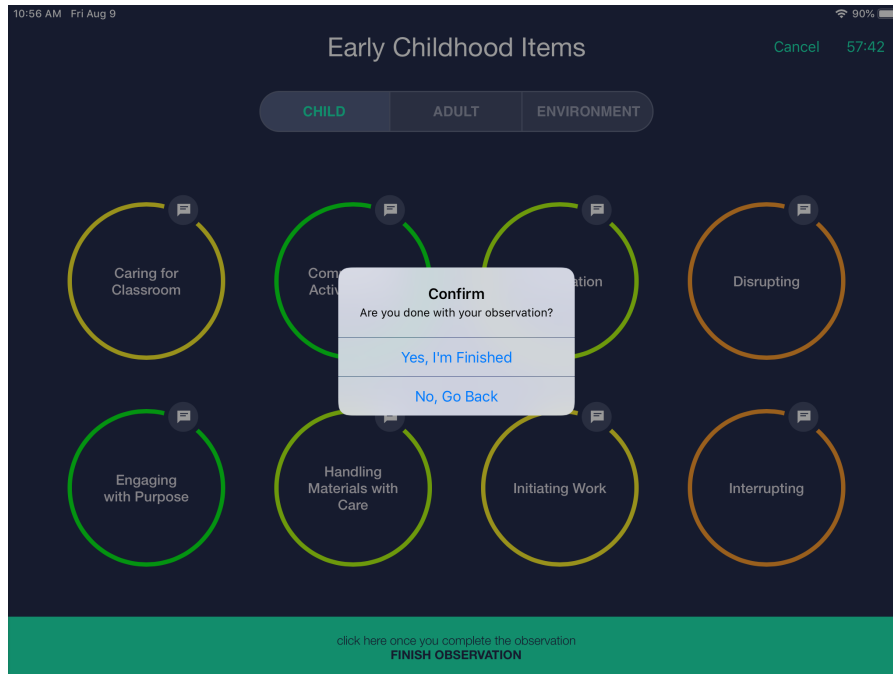 10:56 AM Fri Aug 9
90%
Early Childhood Items
Cancel
57:42
CHILD
ADULT
ENVIRONMENT
Caring for
Classroom
Disrupting
Confirm
Are you done with your observation?
Yes, I'm Finished
No, Go Back
Engaging
with Purpose
Handling
Materials with
Care
Initiating Work
Interrupting
click here once you complete the observation
FINISH OBSERVATION